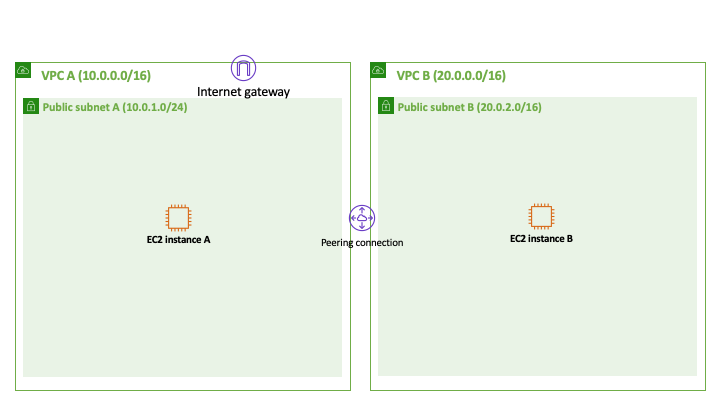 VPC A (10.0.0.0/16)
Internet gateway
Public subnet A (10.0.1.0/24)
EC2 instance A
Peering connection
VPC B (20.0.0.0/16)
Public subnet B (20.0.2.0/16)
EC2 instance B